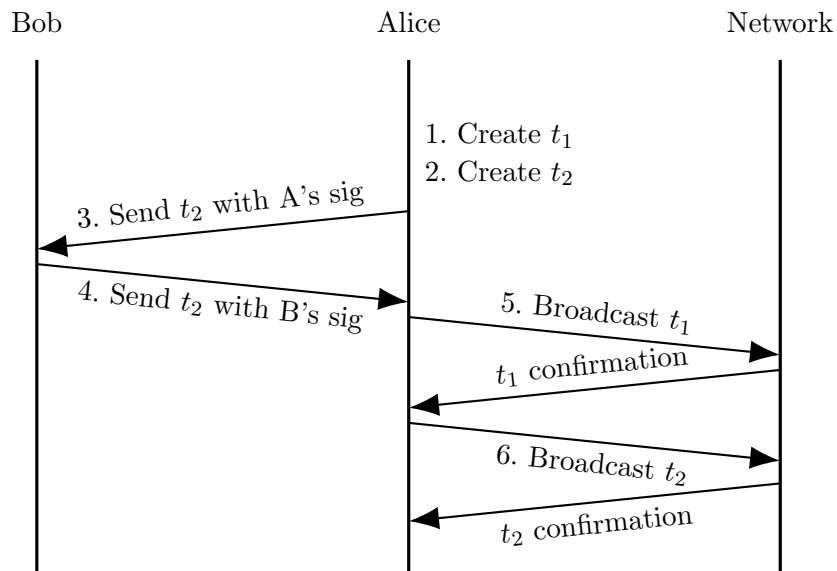 Bob
Alice
Network
1. Create t₁
2. Create t₂
3. Send t₂ with A's sig
4. Send t₂ with B's sig
5. Broadcast t₁
t₁ confirmation
6. Broadcast t₂
t₂ confirmation